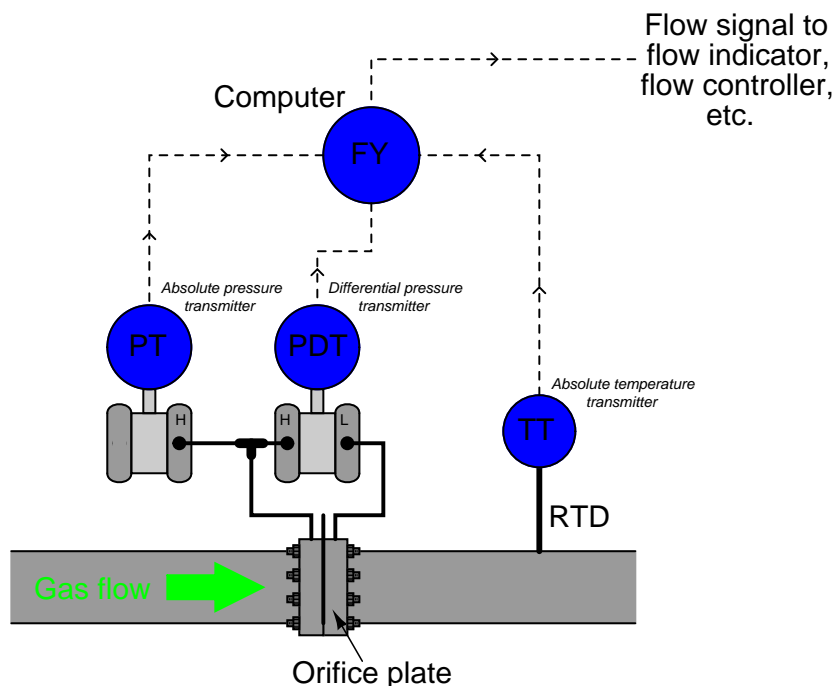 Flow signal to
flow indicator,
flow controller,
etc.
Computer
FY
Absolute pressure
transmitter
Differential pressure
transmitter
PT
PDT
Absolute temperature
transmitter
TT
H
H
L
RTD
Gas flow
Orifice plate